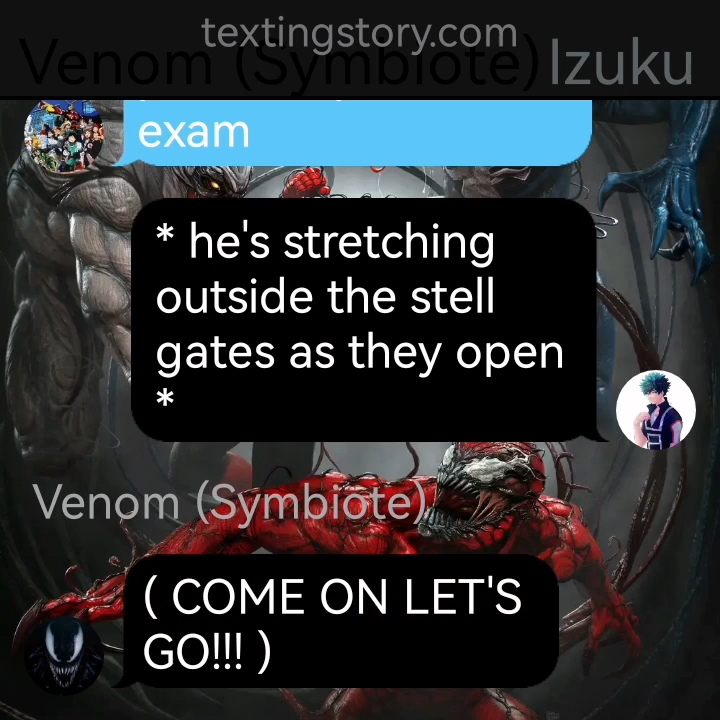 textingstory.com
Venom (Symbiote) Izuku
exam
* he's stretching
outside the stell
gates as they open
*
Venom (Symbiote)
( COME ON LET'S
GO!!! )